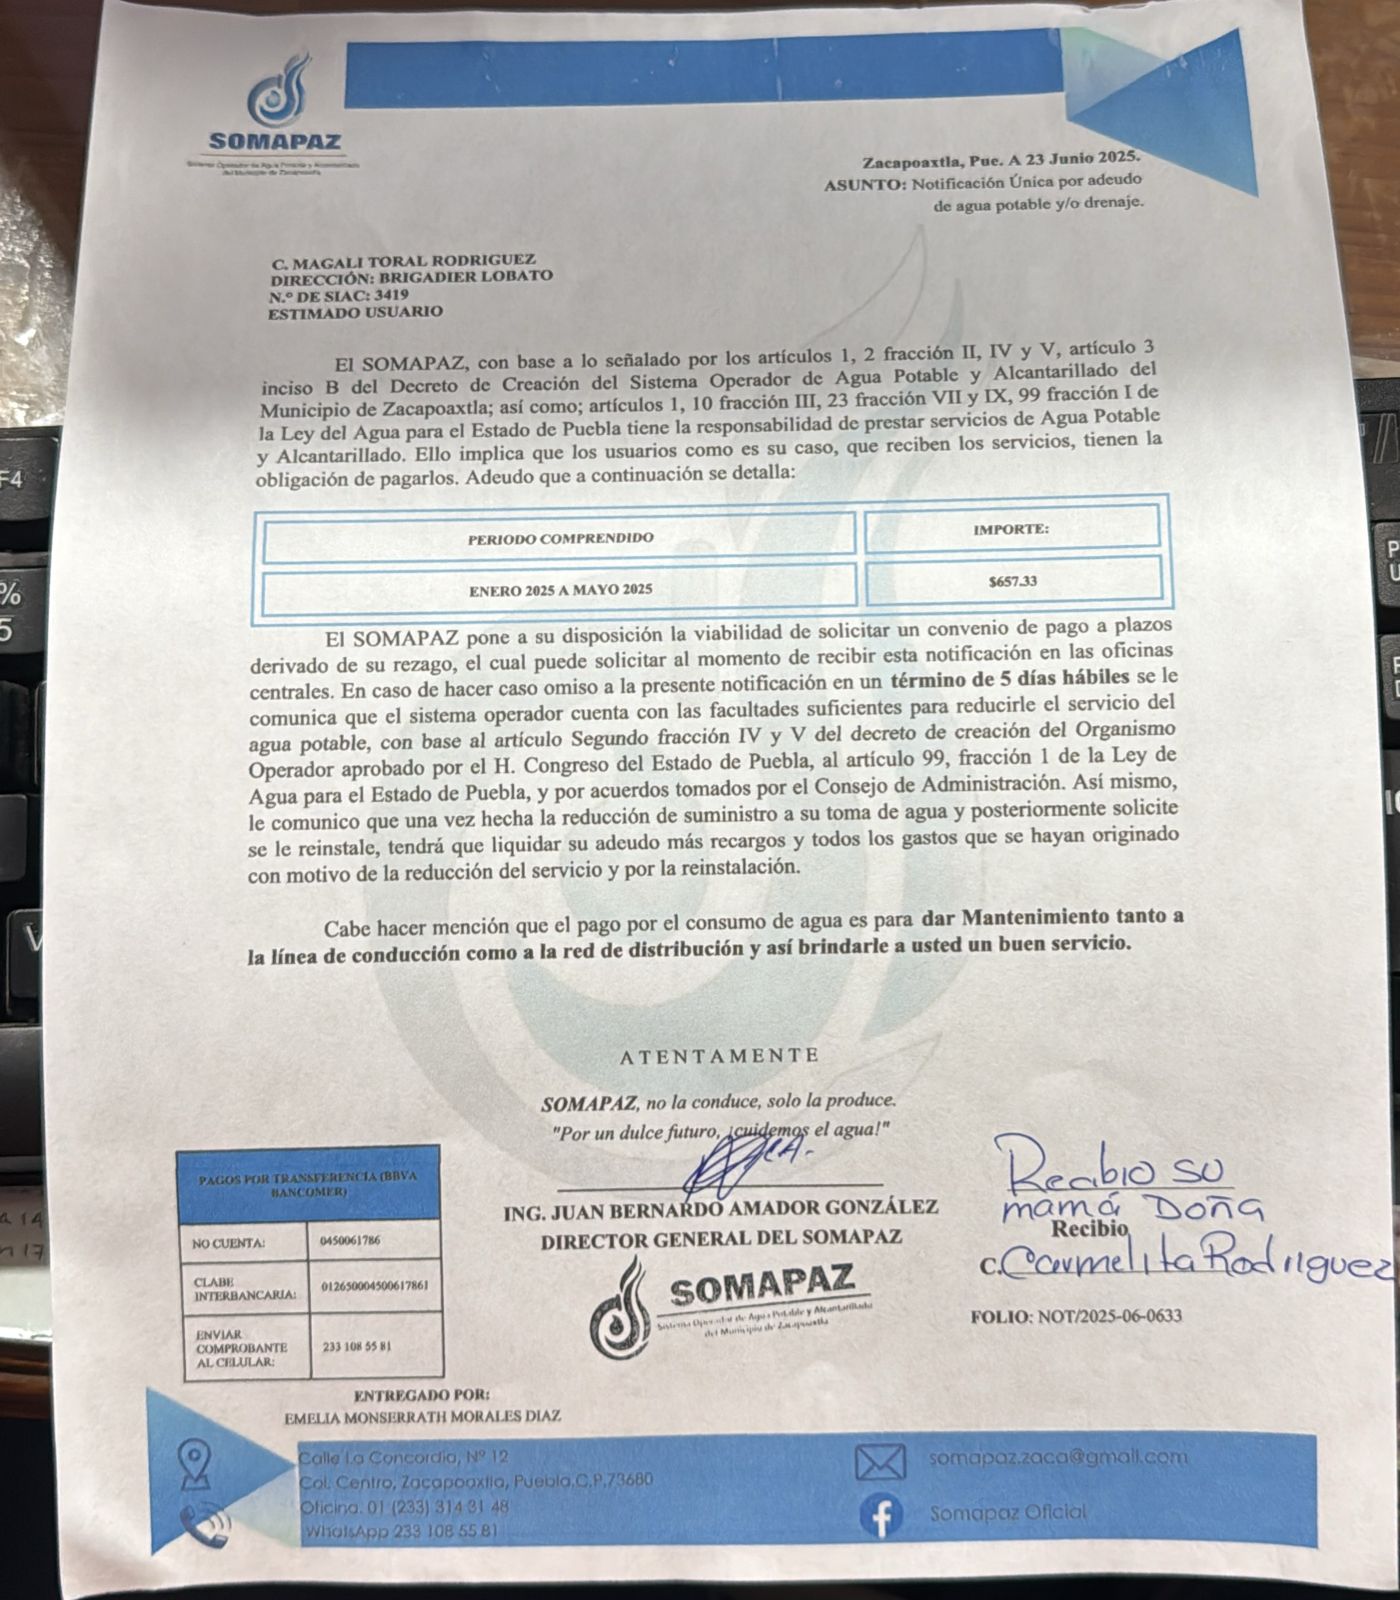 SOMAPAZ
Sistema Operador de Agua Potable y Alcantarillado
del Municipio de Zacapoaxtla
Zacapoaxtla, Pue. A 23 Junio 2025.
ASUNTO: Notificación Única por adeudo
de agua potable y/o drenaje.
C. MAGALI TORAL RODRIGUEZ
DIRECCIÓN: BRIGADIER LOBATO
N.º DE SIAC: 3419
ESTIMADO USUARIO
El SOMAPAZ, con base a lo señalado por los artículos 1, 2 fracción II, IV y V, artículo 3
inciso B del Decreto de Creación del Sistema Operador de Agua Potable y Alcantarillado del
Municipio de Zacapoaxtla; así como; artículos 1, 10 fracción III, 23 fracción VII y IX, 99 fracción I de
la Ley del Agua para el Estado de Puebla tiene la responsabilidad de prestar servicios de Agua Potable
y Alcantarillado. Ello implica que los usuarios como es su caso, que reciben los servicios, tienen la
obligación de pagarlos. Adeudo que a continuación se detalla:
PERIODO COMPRENDIDO
IMPORTE:
ENERO 2025 A MAYO 2025
$657.33
El SOMAPAZ pone a su disposición la viabilidad de solicitar un convenio de pago a plazos
derivado de su rezago, el cual puede solicitar al momento de recibir esta notificación en las oficinas
centrales. En caso de hacer caso omiso a la presente notificación en un término de 5 días hábiles se le
comunica que el sistema operador cuenta con las facultades suficientes para reducirle el servicio del
agua potable, con base al artículo Segundo fracción IV y V del decreto de creación del Organismo
Operador aprobado por el H. Congreso del Estado de Puebla, al artículo 99, fracción 1 de la Ley de
Agua para el Estado de Puebla, y por acuerdos tomados por el Consejo de Administración. Así mismo,
le comunico que una vez hecha la reducción de suministro a su toma de agua y posteriormente solicite
se le reinstale, tendrá que liquidar su adeudo más recargos y todos los gastos que se hayan originado
con motivo de la reducción del servicio y por la reinstalación.
Cabe hacer mención que el pago por el consumo de agua es para dar Mantenimiento tanto a
la línea de conducción como a la red de distribución y así brindarle a usted un buen servicio.
ATENTAMENTE
SOMAPAZ, no la conduce, solo la produce.
"Por un dulce futuro, ¡cuidemos el agua!"
ING. JUAN BERNARDO AMADOR GONZÁLEZ
DIRECTOR GENERAL DEL SOMAPAZ
SOMAPAZ
Sistema Operador de Agua Potable y Alcantarillado
del Municipio de Zacapoaxtla
Recibio su
mamá Doña
Recibio
C. Carmelita Rodriguez
FOLIO: NOT/2025-06-0633
PAGOS POR TRANSFERENCIA (BBVA
BANCOMER)
NO CUENTA:
0450061786
CLABE
INTERBANCARIA:
012650004500617861
ENVIAR
COMPROBANTE
AL CELULAR:
233 108 55 81
ENTREGADO POR:
EMELIA MONSERRATH MORALES DIAZ
Calle La Concordia, Nº 12
Col. Centro, Zacapoaxtla, Puebla,C.P.73680
Oficina. 01 (233) 314 31 48
WhatsApp 233 108 55 81
somapaz.zaca@gmail.com
Somapaz Oficial
F4
%
5
V